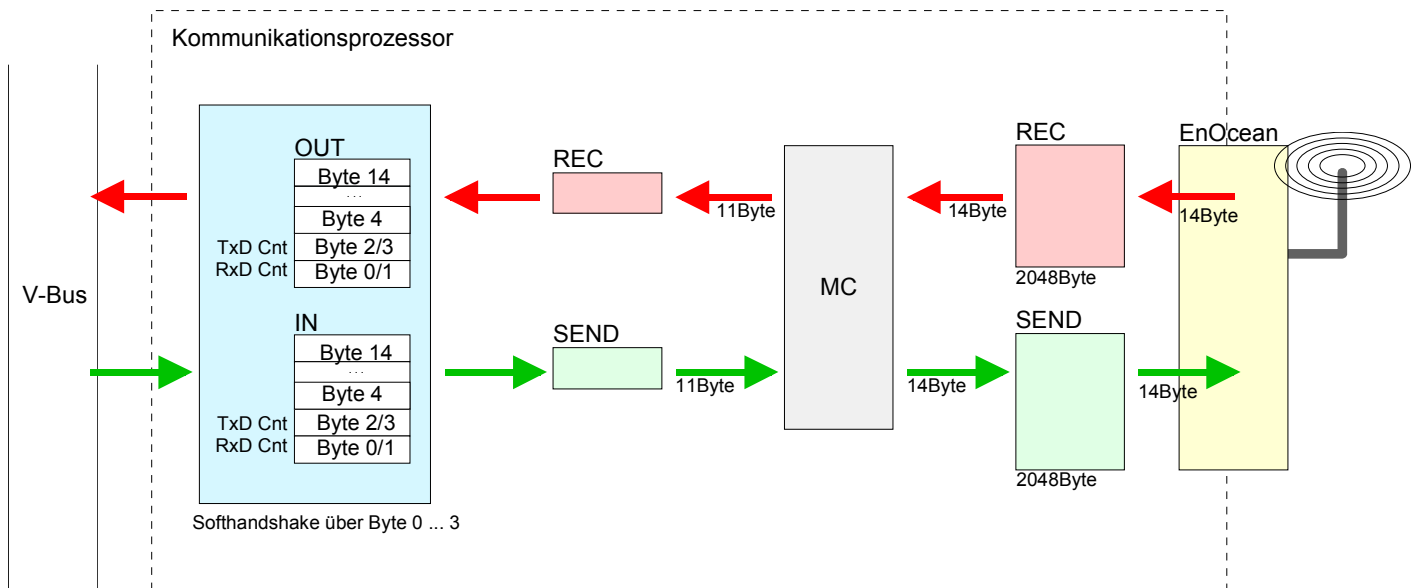 Kommunikationsprozessor
V-Bus
OUT
Byte 14
...
Byte 4
TxD Cnt Byte 2/3
RxD Cnt Byte 0/1
IN
Byte 14
...
Byte 4
TxD Cnt Byte 2/3
RxD Cnt Byte 0/1
Softhandshake über Byte 0 ... 3
REC
11Byte
SEND
11Byte
MC
14Byte
REC
2048Byte
14Byte
SEND
2048Byte
EnOcean
14Byte
14Byte